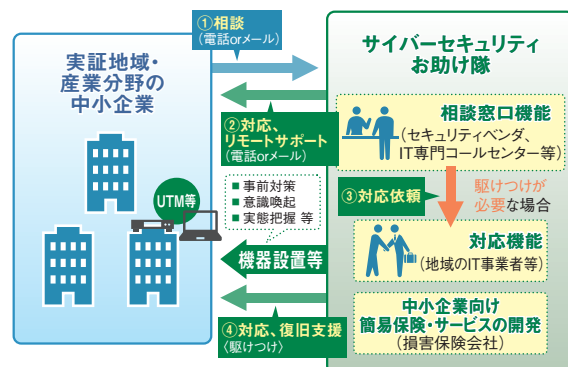 ①相談
（電話orメール）
実証地域・
産業分野の
中小企業
サイバーセキュリティ
お助け隊
②対応、
リモートサポート
（電話orメール）
相談窓口機能
（セキュリティベンダ、
IT専門コールセンター等）
UTM等
■ 事前対策
■ 意識喚起
■ 実態把握 等
③対応依頼
駆けつけが
必要な場合
機器設置等
対応機能
（地域のIT事業者等）
④対応、復旧支援
〈駆けつけ〉
中小企業向け
簡易保険・サービスの開発
（損害保険会社）